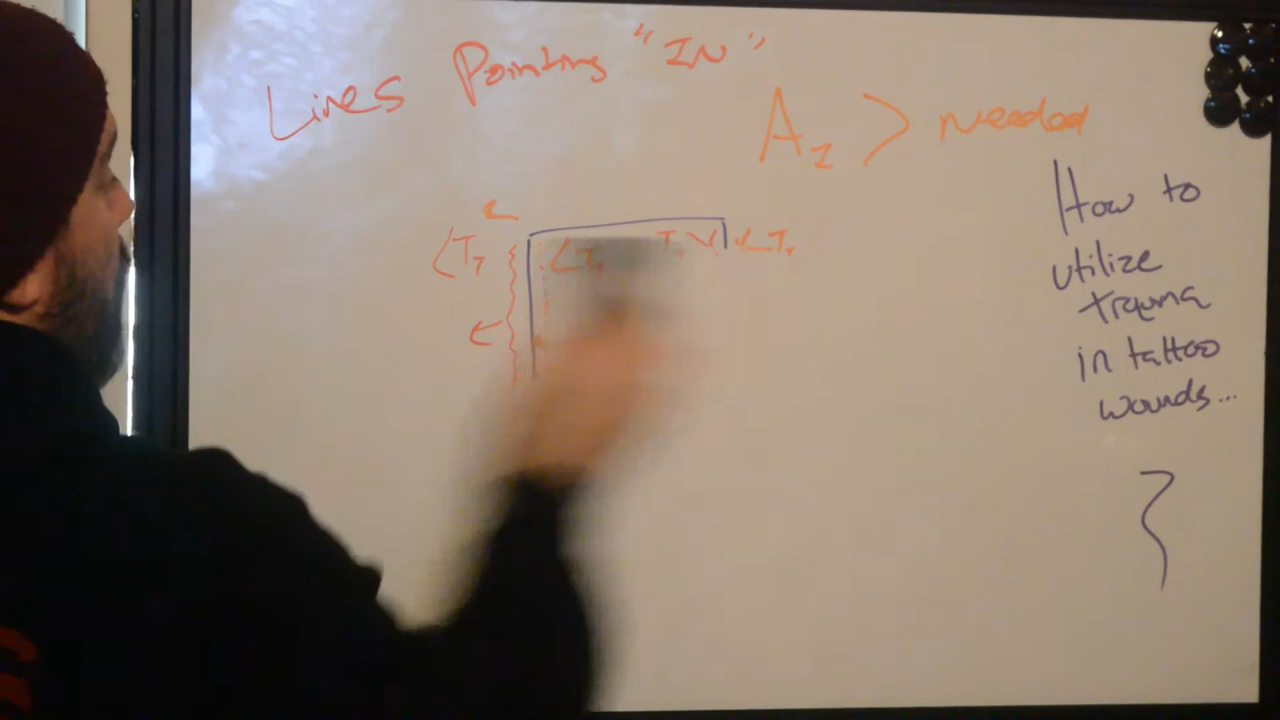 Lines Pointing "IN"
A1 > needed
How to
utilize
trauma
in tattoo
wounds...